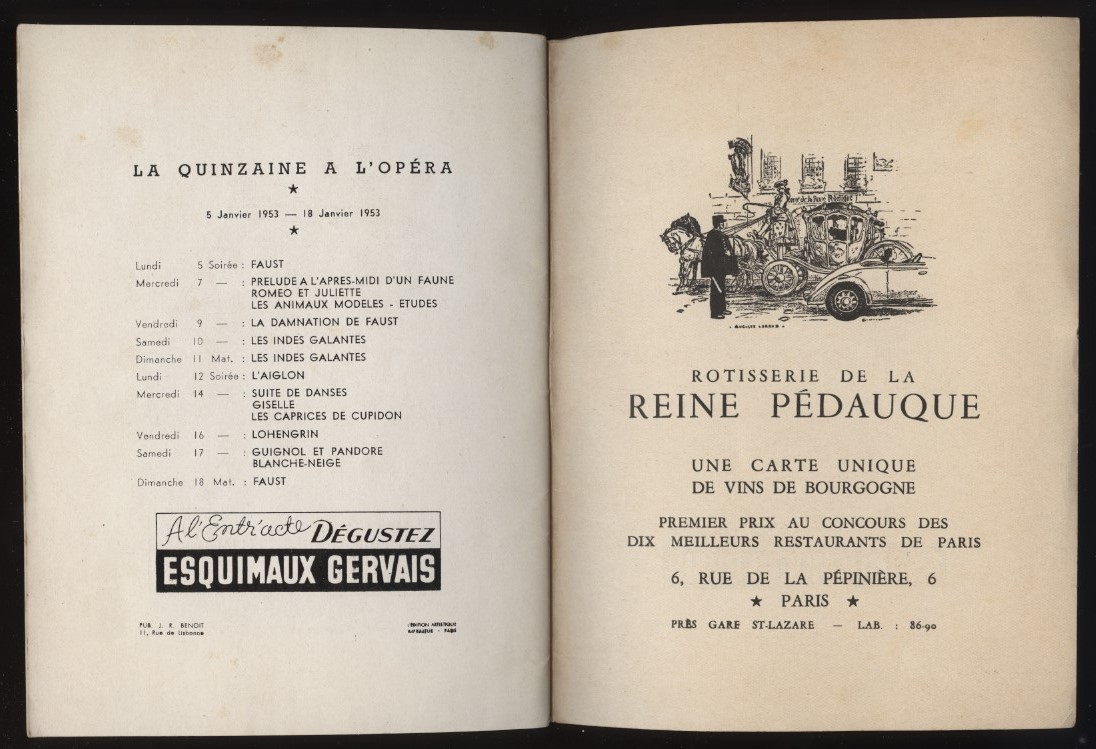 LA QUINZAINE A L'OPÉRA
★
5 Janvier 1953 — 18 Janvier 1953
★
Lundi 5 Soirée : FAUST
Mercredi 7 — : PRELUDE A L'APRES-MIDI D'UN FAUNE
ROMEO ET JULIETTE
LES ANIMAUX MODELES - ETUDES
Vendredi 9 — : LA DAMNATION DE FAUST
Samedi 10 — : LES INDES GALANTES
Dimanche 11 Mat. : LES INDES GALANTES
Lundi 12 Soirée : L'AIGLON
Mercredi 14 — : SUITE DE DANSES
GISELLE
LES CAPRICES DE CUPIDON
Vendredi 16 — : LOHENGRIN
Samedi 17 — : GUIGNOL ET PANDORE
BLANCHE-NEIGE
Dimanche 18 Mat. : FAUST
A l'Entr'acte DÉGUSTEZ
ESQUIMAUX GERVAIS
PUB. J. R. BENOIT
11, Rue de Lisbonne
L'ÉDITION ARTISTIQUE
IMPRIMEUR - PARIS
ROTISSERIE DE LA
REINE PÉDAUQUE
UNE CARTE UNIQUE
DE VINS DE BOURGOGNE
PREMIER PRIX AU CONCOURS DES
DIX MEILLEURS RESTAURANTS DE PARIS
6, RUE DE LA PÉPINIÈRE, 6
★ PARIS ★
PRÈS GARE ST-LAZARE — LAB. : 86-90